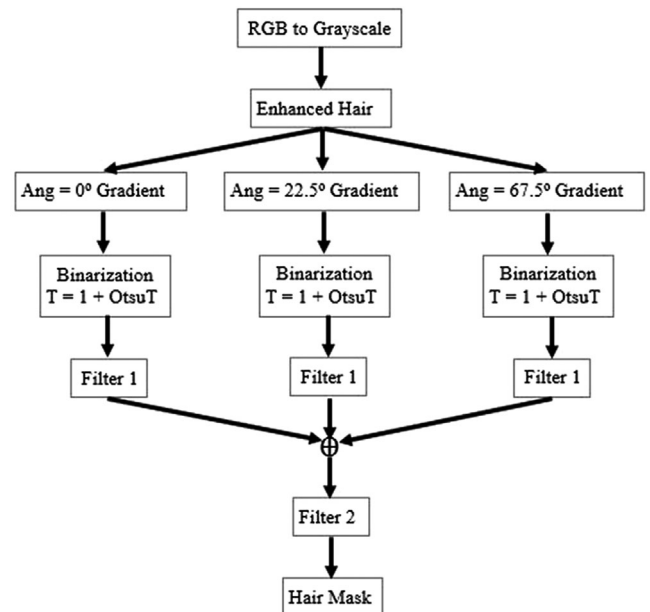 RGB to Grayscale
Enhanced Hair
Ang = 0º Gradient
Ang = 22.5º Gradient
Ang = 67.5º Gradient
Binarization
T = 1 + OtsuT
Binarization
T = 1 + OtsuT
Binarization
T = 1 + OtsuT
Filter 1
Filter 1
Filter 1
⊕
Filter 2
Hair Mask